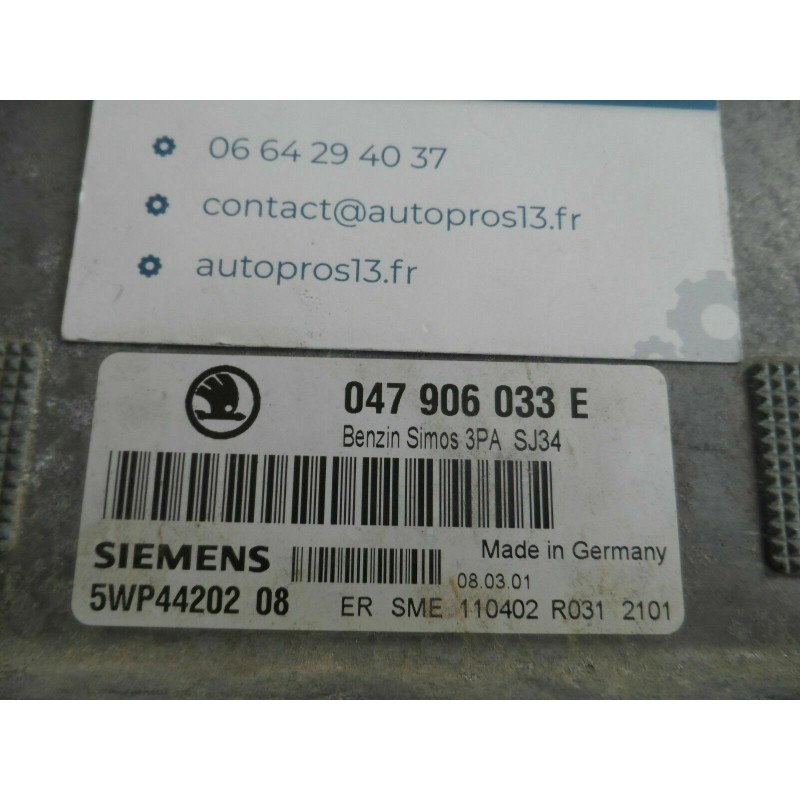 06 64 29 40 37
contact@autopros13.fr
autopros13.fr
047 906 033 E
Benzin Simos 3PA SJ34
SIEMENS
Made in Germany
08.03.01
5WP44202 08
ER SME 110402 R031 2101